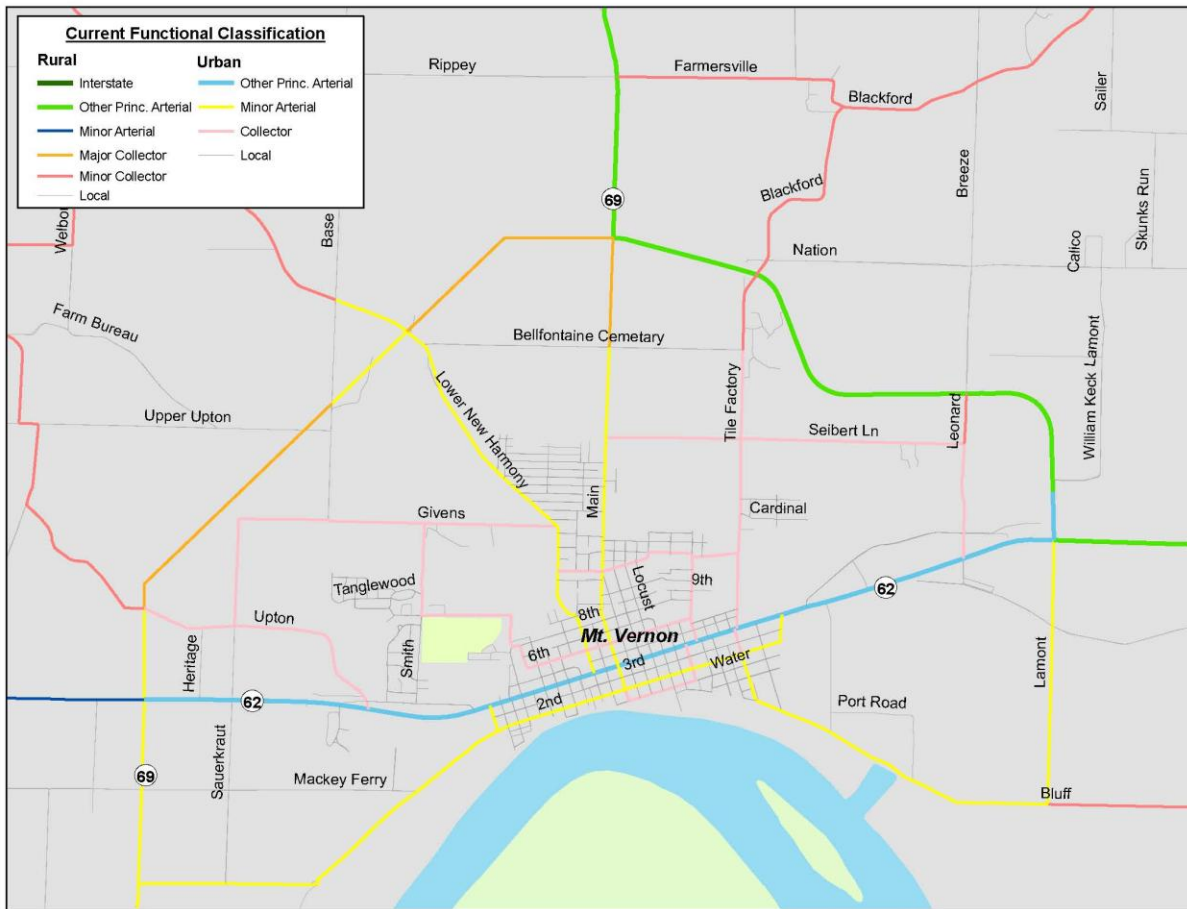 Current Functional Classification
Rural
Urban
Interstate
Other Princ. Arterial
Other Princ. Arterial
Minor Arterial
Minor Arterial
Collector
Major Collector
Local
Minor Collector
Local
Rippey
Farmersville
Blackford
Sailer
Breeze
Skunks Run
Blackford
69
Base
Nation
Calico
Farm Bureau
Bellfontaine Cemetary
William Keck Lamont
Tile Factory
Lower New Harmony
Upper Upton
Leonard
Seibert Ln
Main
Givens
Cardinal
Tanglewood
Locust
9th
62
Upton
8th
Mt. Vernon
6th
3rd
Smith
Water
Heritage
Lamont
62
2nd
Port Road
Sauerkraut
69
Mackey Ferry
Bluff